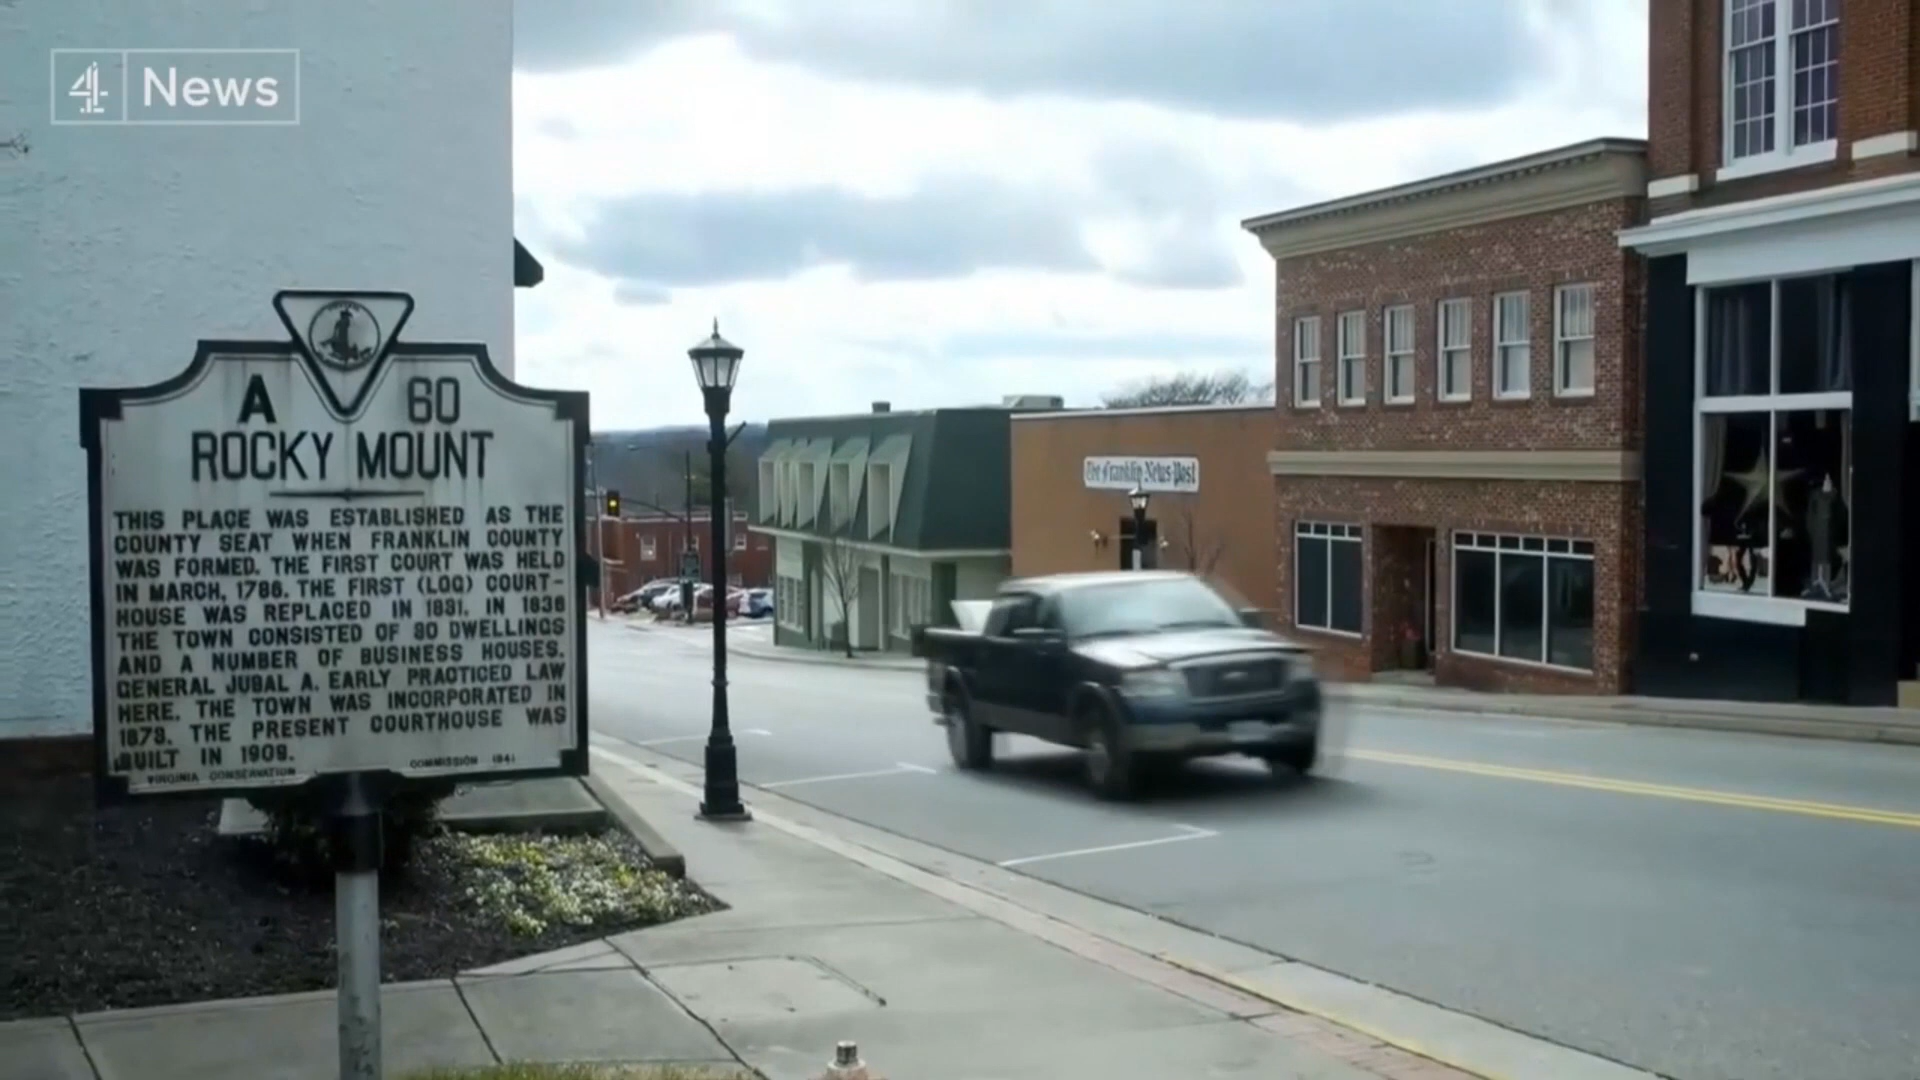 4 News
A 60
ROCKY MOUNT
THIS PLACE WAS ESTABLISHED AS THE
COUNTY SEAT WHEN FRANKLIN COUNTY
WAS FORMED. THE FIRST COURT WAS HELD
IN MARCH, 1786. THE FIRST (LOG) COURT-
HOUSE WAS REPLACED IN 1831. IN 1836
THE TOWN CONSISTED OF 30 DWELLINGS
AND A NUMBER OF BUSINESS HOUSES.
GENERAL JUBAL A. EARLY PRACTICED LAW
HERE. THE TOWN WAS INCORPORATED IN
1873. THE PRESENT COURTHOUSE WAS
BUILT IN 1909.
VIRGINIA CONSERVATION COMMISSION 1941
The Franklin News-Post